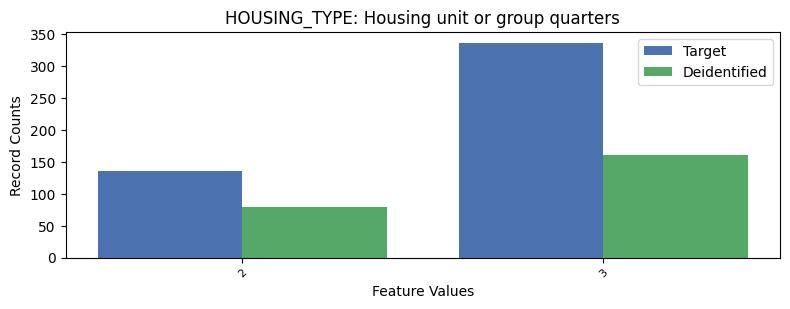 HOUSING_TYPE: Housing unit or group quarters
350
300
250
200
150
100
50
0
Record Counts
Target
Deidentified
2
3
Feature Values